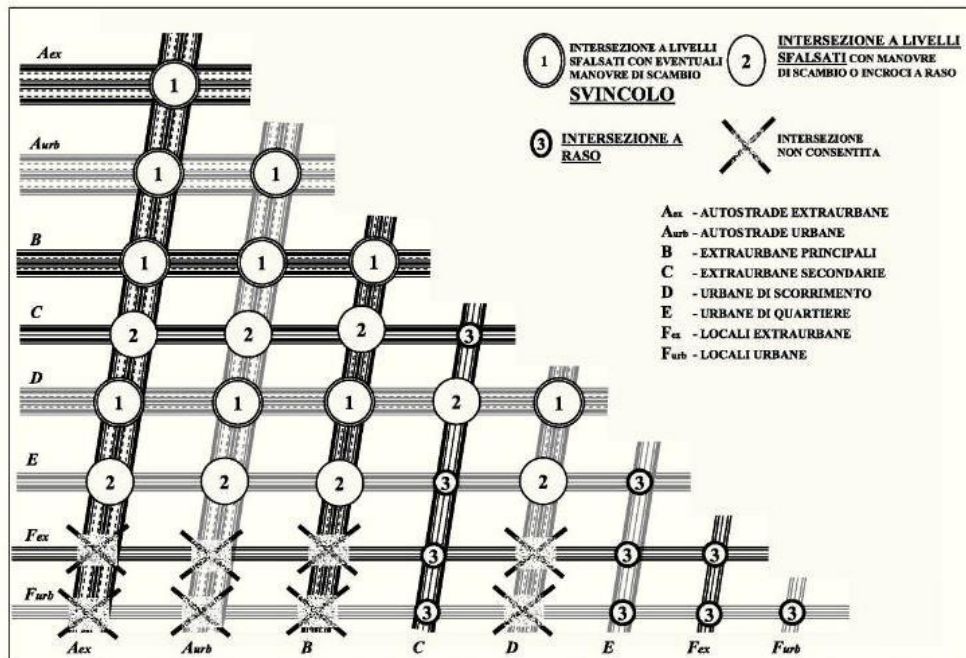 Aex
1
INTERSEZIONE A LIVELLI
SFALSATI CON EVENTUALI
MANOVRE DI SCAMBIO
SVINCOLO
1
2
INTERSEZIONE A LIVELLI
SFALSATI CON MANOVRE
DI SCAMBIO O INCROCI A RASO
3
INTERSEZIONE A
RASO
INTERSEZIONE
NON CONSENTITA
Aurb
1 1
Aex - AUTOSTRADE EXTRAURBANE
Aurb - AUTOSTRADE URBANE
B - EXTRAURBANE PRINCIPALI
C - EXTRAURBANE SECONDARIE
D - URBANE DI SCORRIMENTO
E - URBANE DI QUARTIERE
Fex - LOCALI EXTRAURBANE
Furb - LOCALI URBANE
B
1 1 1
C
2 2 2 3
D
1 1 1 2 1
E
2 2 2 3 2 3
Fex
3 3 3
Furb
3 3 3 3
Aex Aurb B C D E Fex Furb